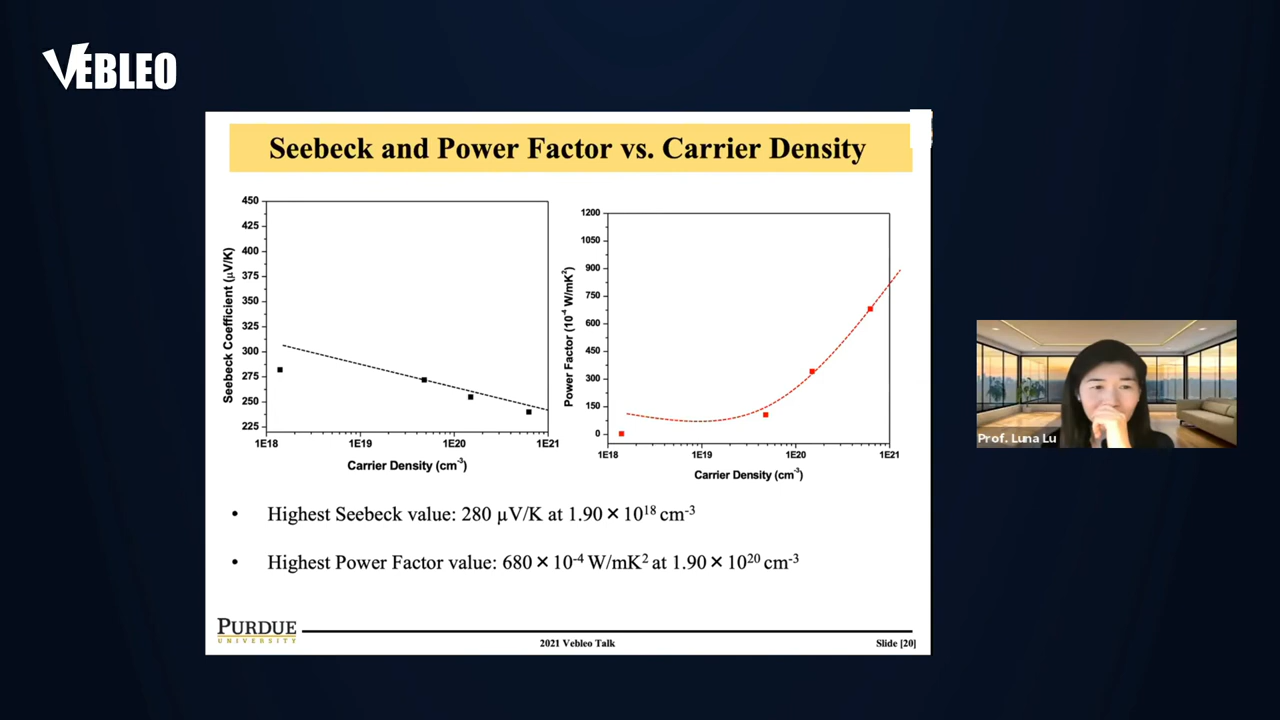 VEBLEO
Seebeck and Power Factor vs. Carrier Density
450
425
400
375
350
325
300
275
250
225
Seebeck Coefficient (μV/K)
1E18 1E19 1E20 1E21
Carrier Density (cm⁻³)
1200
1050
900
750
600
450
300
150
0
Power Factor (10⁻⁴ W/mK²)
1E18 1E19 1E20 1E21
Carrier Density (cm⁻³)
• Highest Seebeck value: 280 μV/K at 1.90 × 10¹⁸ cm⁻³
• Highest Power Factor value: 680 × 10⁻⁴ W/mK² at 1.90 × 10²⁰ cm⁻³
PURDUE
UNIVERSITY
2021 Vebleo Talk
Slide [20]
Prof. Luna Lu